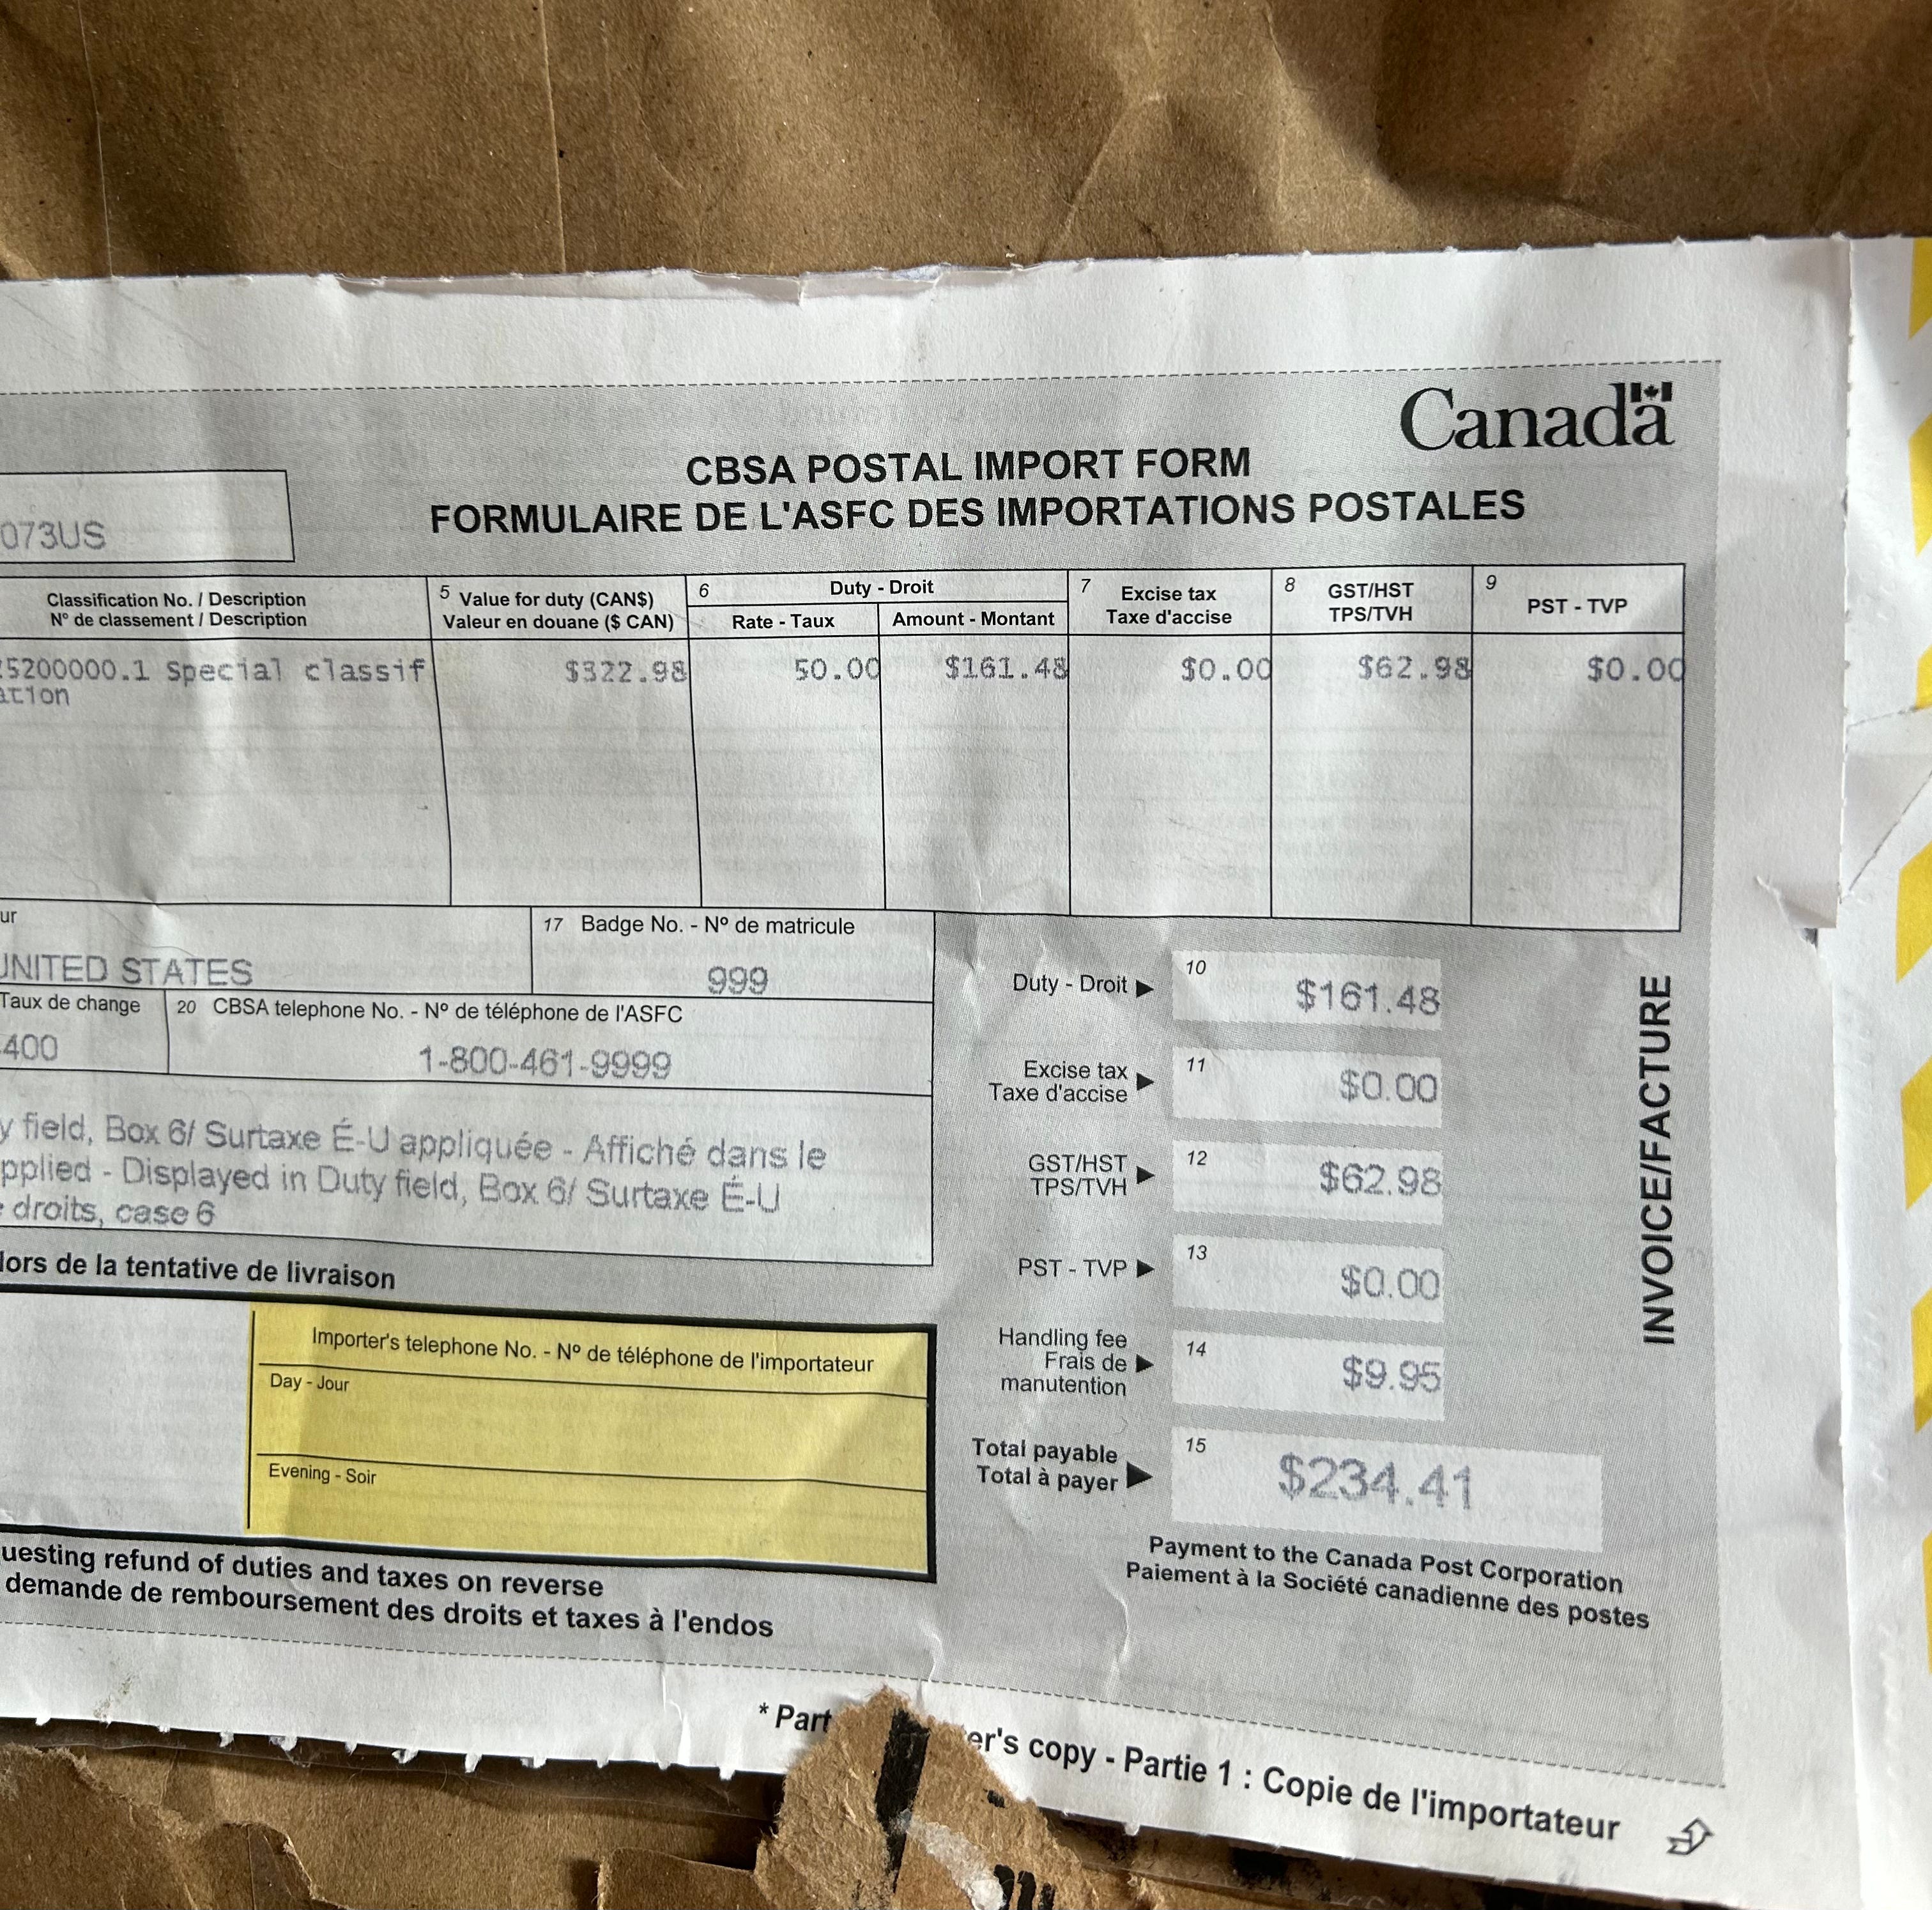 Canada
CBSA POSTAL IMPORT FORM
FORMULAIRE DE L'ASFC DES IMPORTATIONS POSTALES
073US
Classification No. / Description
Nº de classement / Description
5 Value for duty (CAN$)
Valeur en douane ($ CAN)
6 Duty - Droit
Rate - Taux
Amount - Montant
7 Excise tax
Taxe d'accise
8 GST/HST
TPS/TVH
9 PST - TVP
5200000.1 Special classif
ation
$322.98
50.00
$161.48
$0.00
$62.98
$0.00
ur
UNITED STATES
17 Badge No. - Nº de matricule
999
Taux de change
400
20 CBSA telephone No. - Nº de téléphone de l'ASFC
1-800-461-9999
y field, Box 6/ Surtaxe É-U appliquée - Affiché dans le
pplied - Displayed in Duty field, Box 6/ Surtaxe É-U
droits, case 6
lors de la tentative de livraison
Importer's telephone No. - Nº de téléphone de l'importateur
Day - Jour
Evening - Soir
uesting refund of duties and taxes on reverse
demande de remboursement des droits et taxes à l'endos
Duty - Droit
10
$161.48
Excise tax
Taxe d'accise
11
$0.00
GST/HST
TPS/TVH
12
$62.98
PST - TVP
13
$0.00
Handling fee
Frais de
manutention
14
$9.95
Total payable
Total à payer
15
$234.41
Payment to the Canada Post Corporation
Paiement à la Société canadienne des postes
INVOICE/FACTURE
* Part er's copy - Partie 1 : Copie de l'importateur